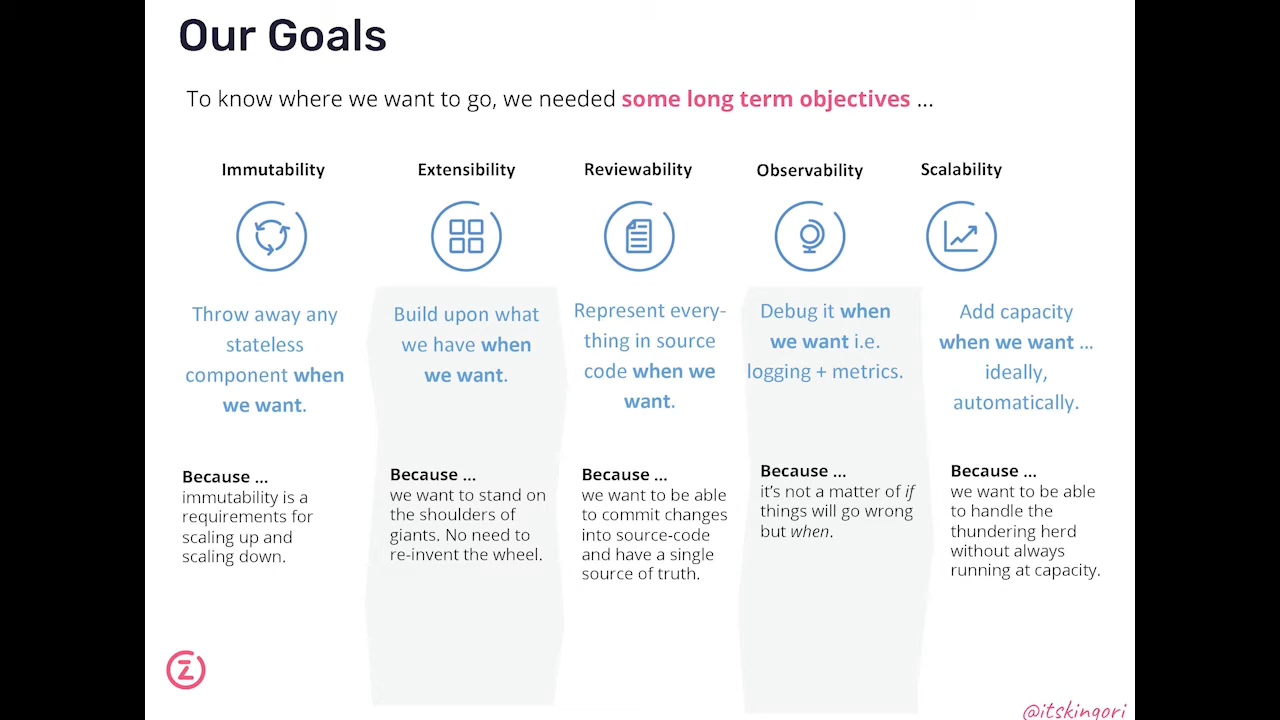 Our Goals
To know where we want to go, we needed some long term objectives ...
Immutability
Throw away any
stateless
component when
we want.
Because ...
immutability is a
requirements for
scaling up and
scaling down.
Extensibility
Build upon what
we have when
we want.
Because ...
we want to stand on
the shoulders of
giants. No need to
re-invent the wheel.
Reviewability
Represent every-
thing in source
code when we
want.
Because ...
we want to be able
to commit changes
into source-code
and have a single
source of truth.
Observability
Debug it when
we want i.e.
logging + metrics.
Because ...
it’s not a matter of if
things will go wrong
but when.
Scalability
Add capacity
when we want ...
ideally,
automatically.
Because ...
we want to be able
to handle the
thundering herd
without always
running at capacity.
Z
@itskingori